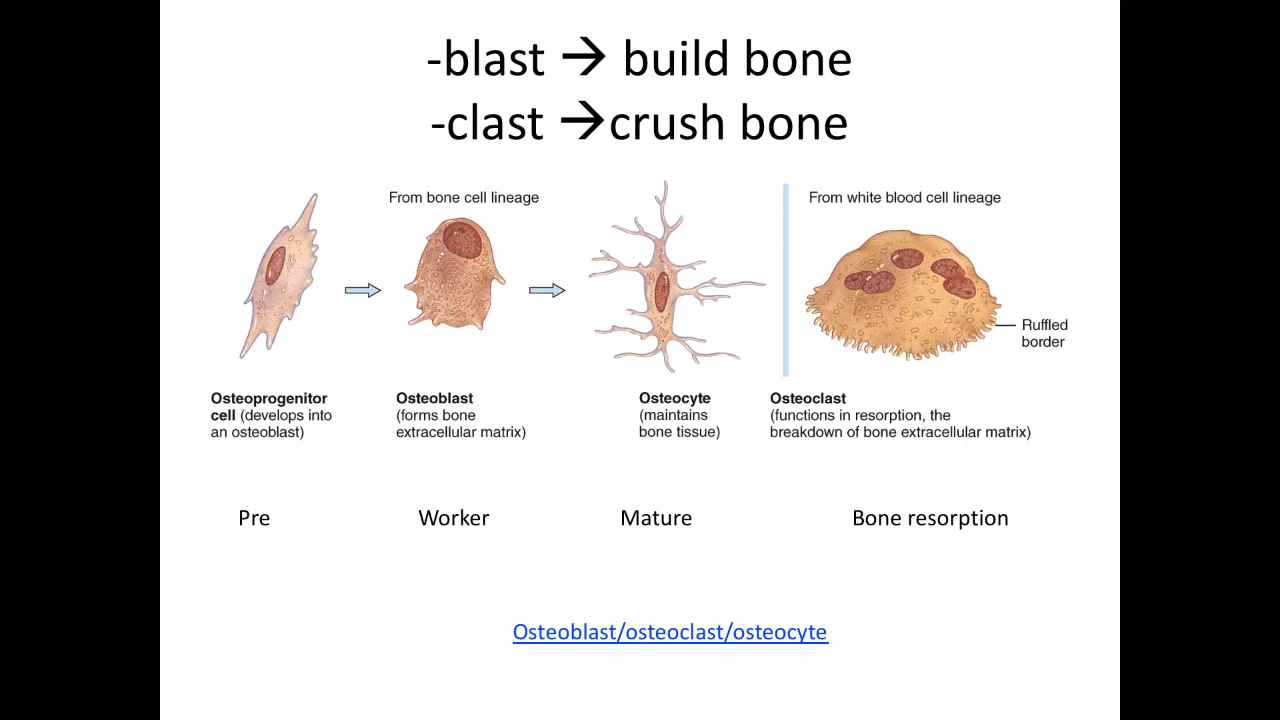 -blast → build bone
-clast →crush bone
From bone cell lineage
From white blood cell lineage
Ruffled
border
Osteoprogenitor
cell (develops into
an osteoblast)
Osteoblast
(forms bone
extracellular matrix)
Osteocyte
(maintains
bone tissue)
Osteoclast
(functions in resorption, the
breakdown of bone extracellular matrix)
Pre
Worker
Mature
Bone resorption
Osteoblast/osteoclast/osteocyte